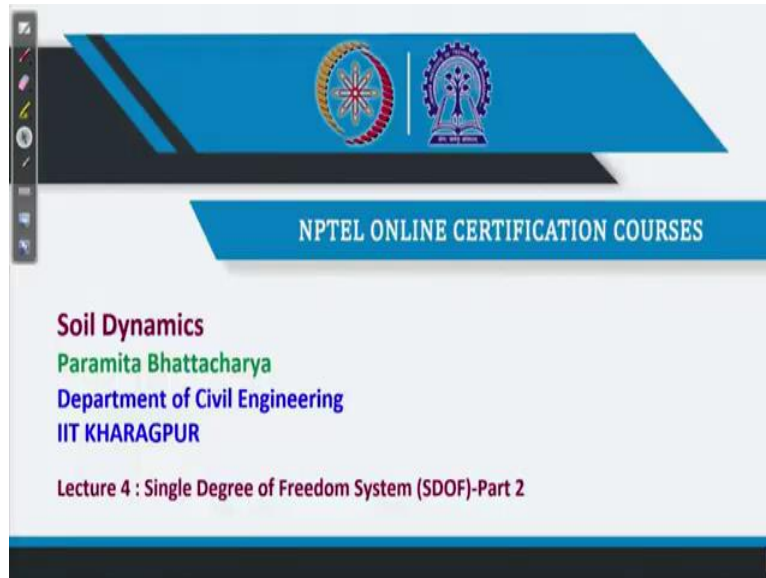 NPTEL ONLINE CERTIFICATION COURSES
Soil Dynamics
Paramita Bhattacharya
Department of Civil Engineering
IIT KHARAGPUR
Lecture 4 : Single Degree of Freedom System (SDOF)-Part 2